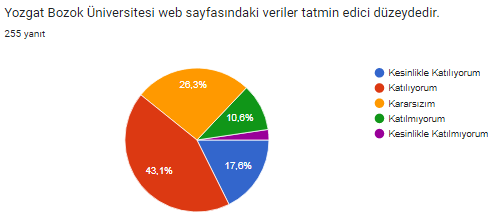 Yozgat Bozok Üniversitesi web sayfasındaki veriler tatmin edici düzeydedir.
255 yanıt
Kesinlikle Katılıyorum
Katılıyorum
Kararsızım
Katılmıyorum
Kesinlikle Katılmıyorum
26,3%
10,6%
17,6%
43,1%